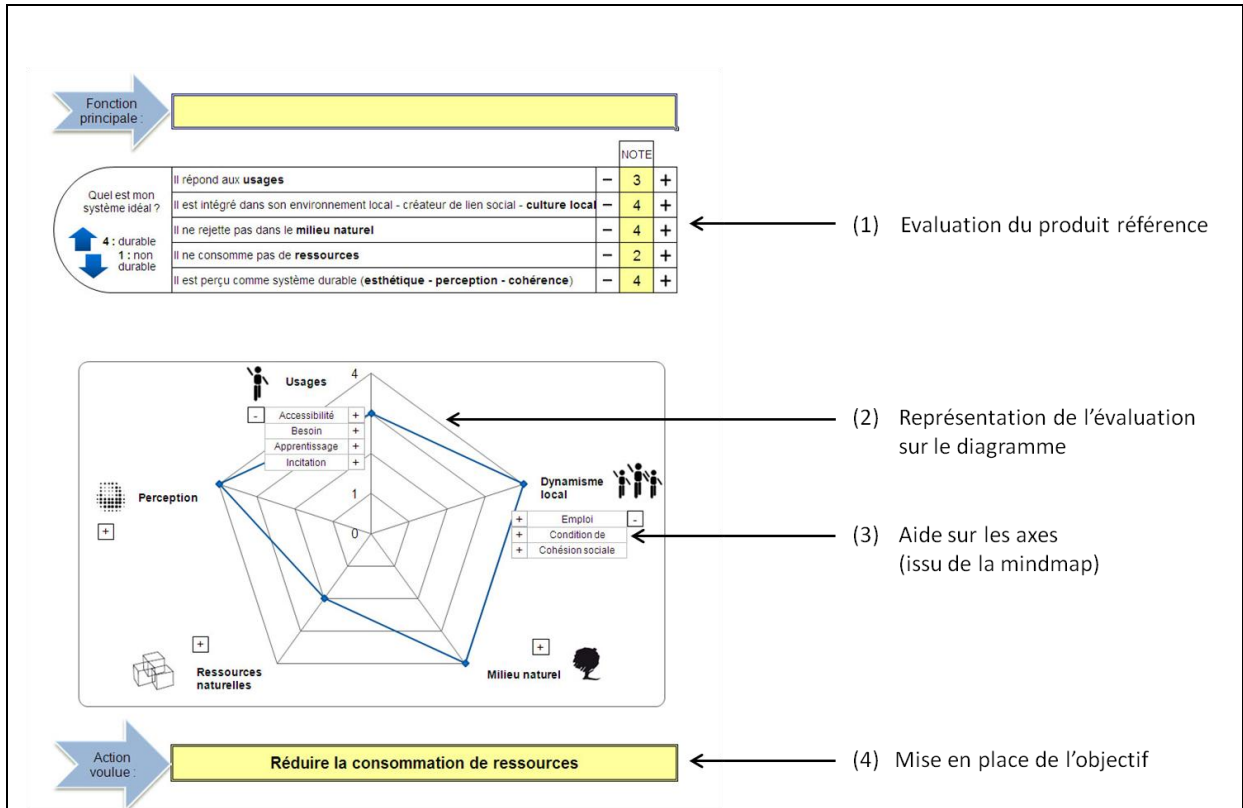 Fonction
principale :
NOTE
Quel est mon
système idéal ?
4 : durable
1 : non
durable
Il répond aux usages − 3 +
Il est intégré dans son environnement local - créateur de lien social - culture local − 4 +
Il ne rejette pas dans le milieu naturel − 4 +
Il ne consomme pas de ressources − 2 +
Il est perçu comme système durable (esthétique - perception - cohérence) − 4 +
(1) Evaluation du produit référence
Usages
4
- Accessibilité +
Besoin +
Apprentissage +
Incitation +
(2) Représentation de l'évaluation
sur le diagramme
Perception
+
1
0
Dynamisme
local
+ Emploi -
+ Condition de
+ Cohésion sociale
(3) Aide sur les axes
(issu de la mindmap)
+
Ressources
naturelles
+
Milieu naturel
Action
voulue :
Réduire la consommation de ressources
(4) Mise en place de l'objectif